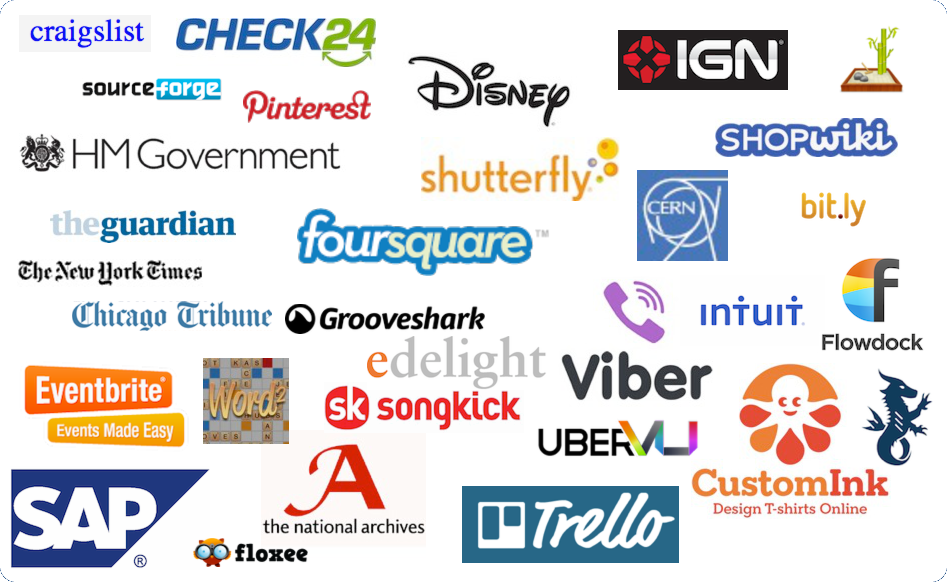 craigslist
CHECK24
IGN
sourceforge
Pinterest
Disney
HM Government
SHOPwiki
shutterfly
CERN
bit.ly
theguardian
foursquare™
The New York Times
Chicago Tribune
Grooveshark
intuit.
Flowdock
edelight
Viber
Eventbrite®
Events Made Easy
Word2
songkick
sk
UBERVU
CustomInk
Design T-shirts Online
SAP®
A
the national archives
Trello
floxee